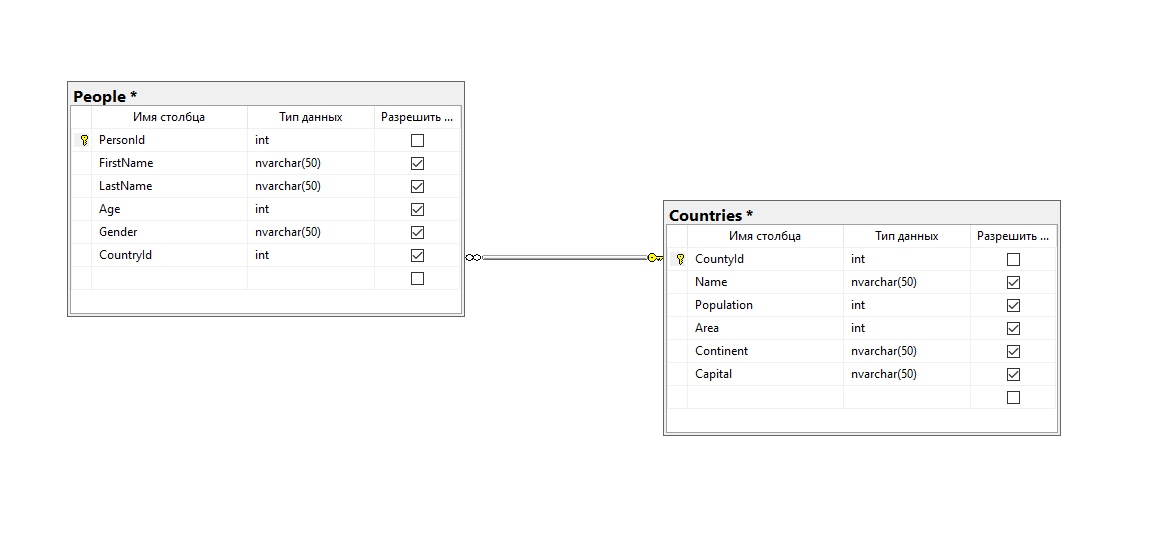 People *
Имя столбца Тип данных Разрешить ...
PersonId int
FirstName nvarchar(50)
LastName nvarchar(50)
Age int
Gender nvarchar(50)
CountryId int
Countries *
Имя столбца Тип данных Разрешить ...
CountyId int
Name nvarchar(50)
Population int
Area int
Continent nvarchar(50)
Capital nvarchar(50)